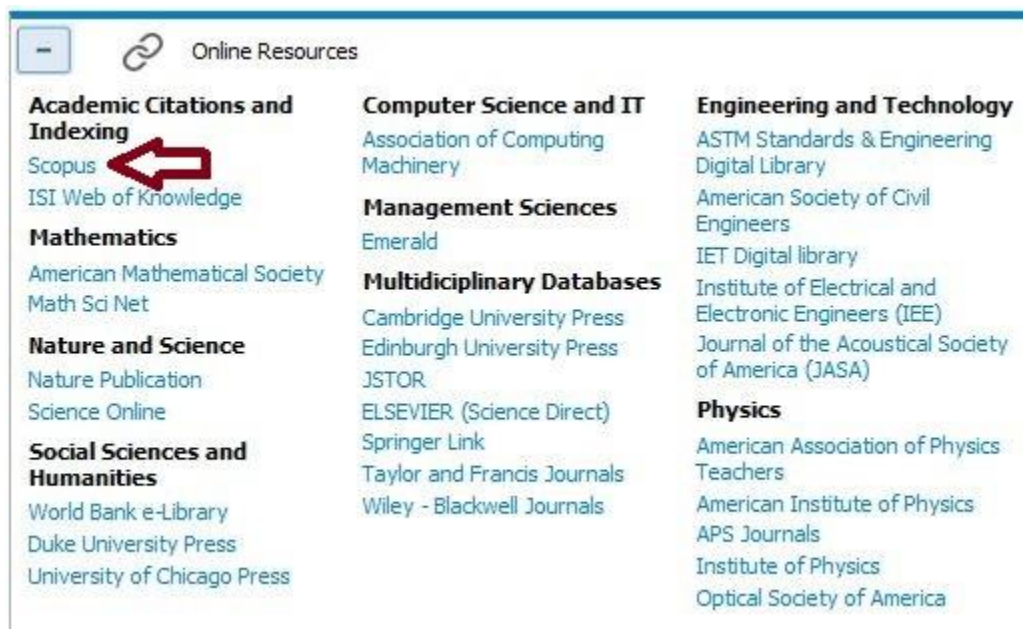 Online Resources
Academic Citations and
Indexing
Scopus
ISI Web of Knowledge
Mathematics
American Mathematical Society
Math Sci Net
Nature and Science
Nature Publication
Science Online
Social Sciences and
Humanities
World Bank e-Library
Duke University Press
University of Chicago Press
Computer Science and IT
Association of Computing
Machinery
Management Sciences
Emerald
Multidiciplinary Databases
Cambridge University Press
Edinburgh University Press
JSTOR
ELSEVIER (Science Direct)
Springer Link
Taylor and Francis Journals
Wiley - Blackwell Journals
Engineering and Technology
ASTM Standards & Engineering
Digital Library
American Society of Civil
Engineers
IET Digital library
Institute of Electrical and
Electronic Engineers (IEE)
Journal of the Acoustical Society
of America (JASA)
Physics
American Association of Physics
Teachers
American Institute of Physics
APS Journals
Institute of Physics
Optical Society of America